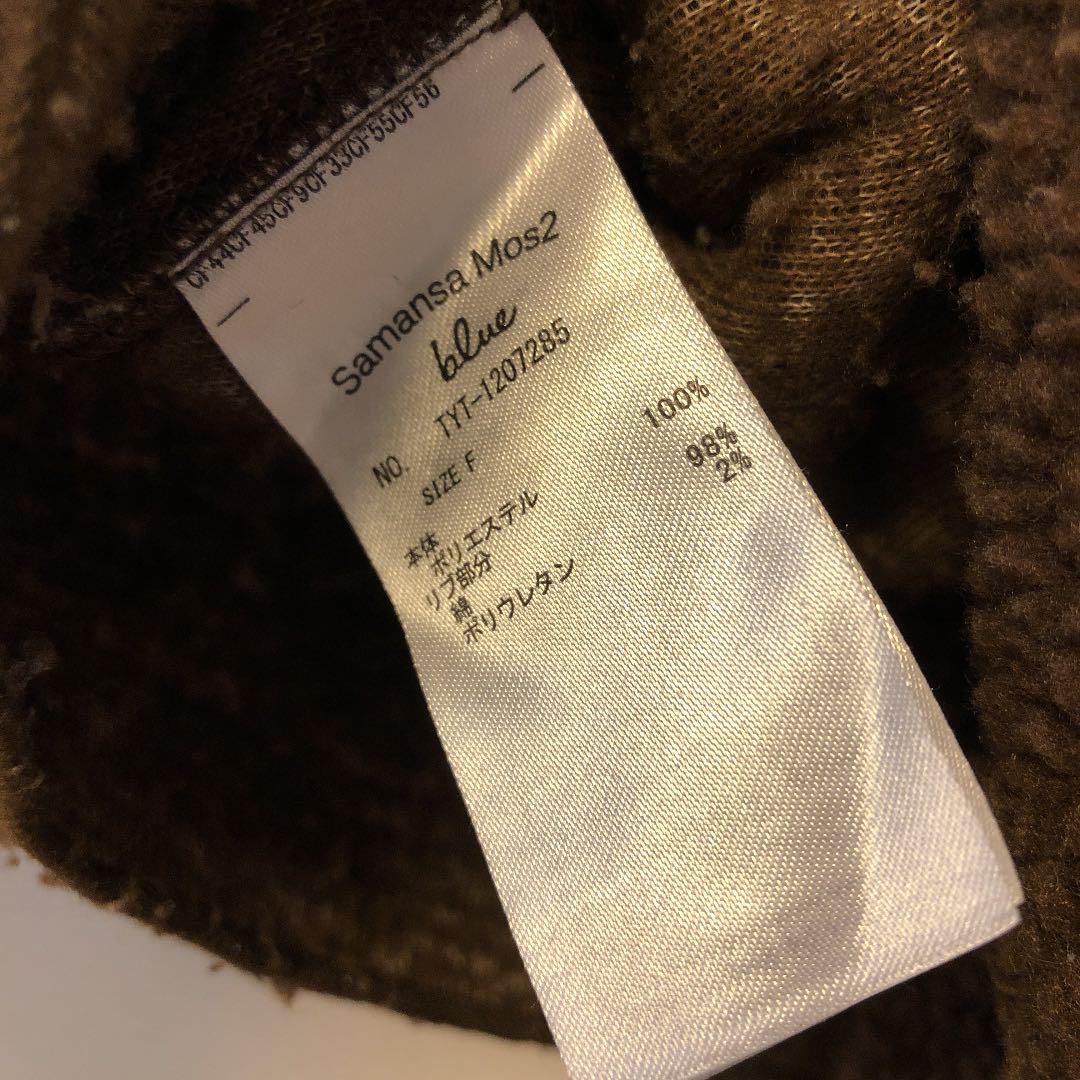 CF44CF45CF9CF33CF55CF56
Samansa Mos2
blue
NO. TYT-1207285
SIZE F
本体
ポリエステル 100%
リブ部分
綿 98%
ポリウレタン 2%